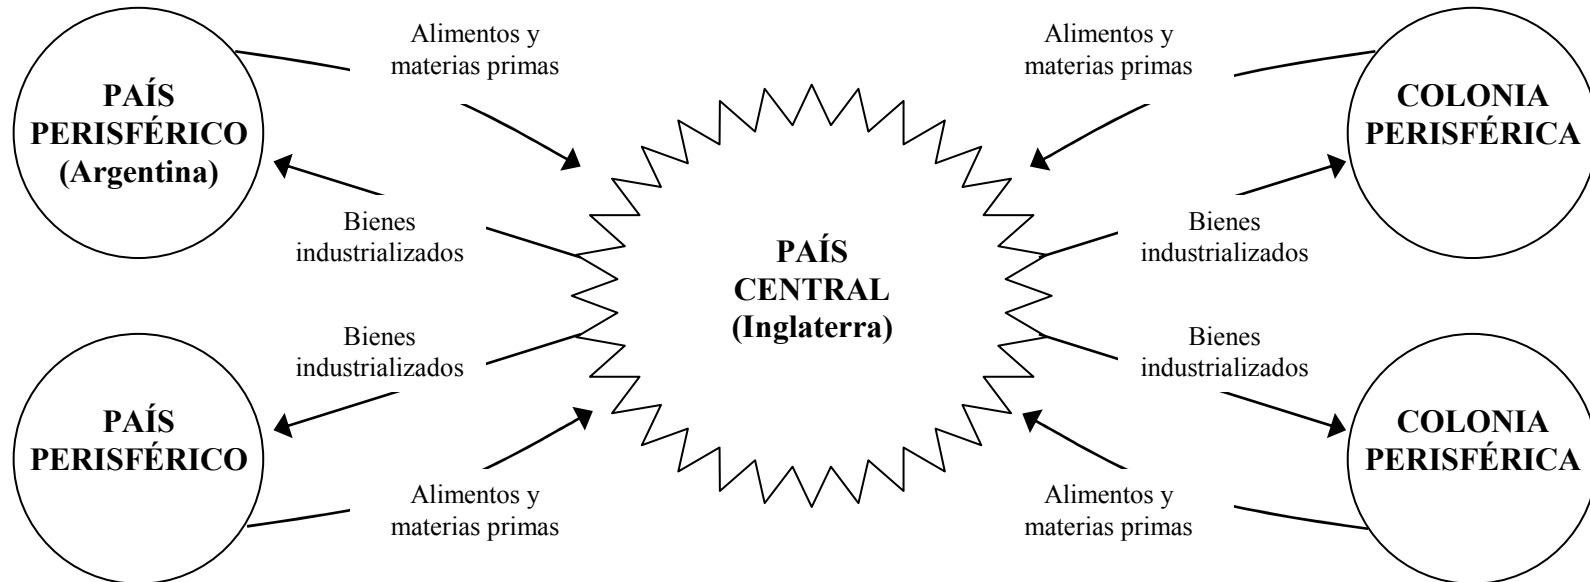 Alimentos y
materias primas
Alimentos y
materias primas
PAÍS
PERISFÉRICO
(Argentina)
COLONIA
PERISFÉRICA
Bienes
industrializados
Bienes
industrializados
PAÍS
CENTRAL
(Inglaterra)
Bienes
industrializados
Bienes
industrializados
PAÍS
PERISFÉRICO
COLONIA
PERISFÉRICA
Alimentos y
materias primas
Alimentos y
materias primas